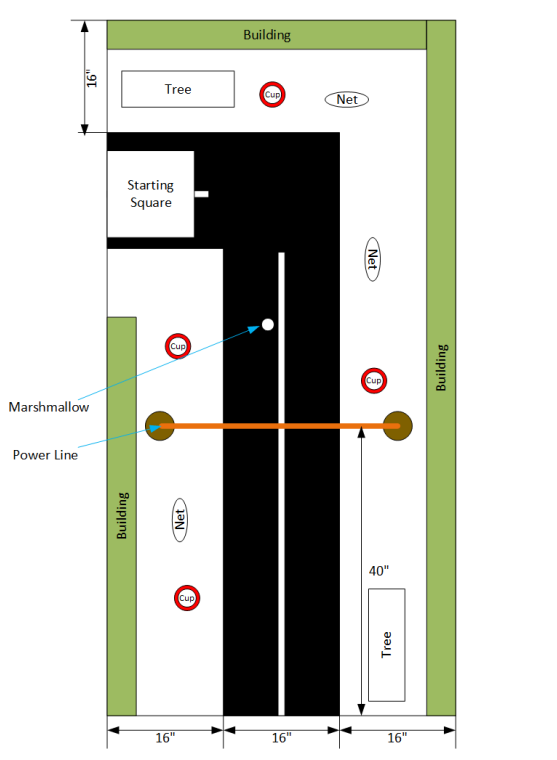 Building
16"
Tree
Cup
Net
Starting
Square
Net
Cup
Building
Cup
Marshmallow
Power Line
Building
Net
40"
Cup
Tree
16"
16"
16"